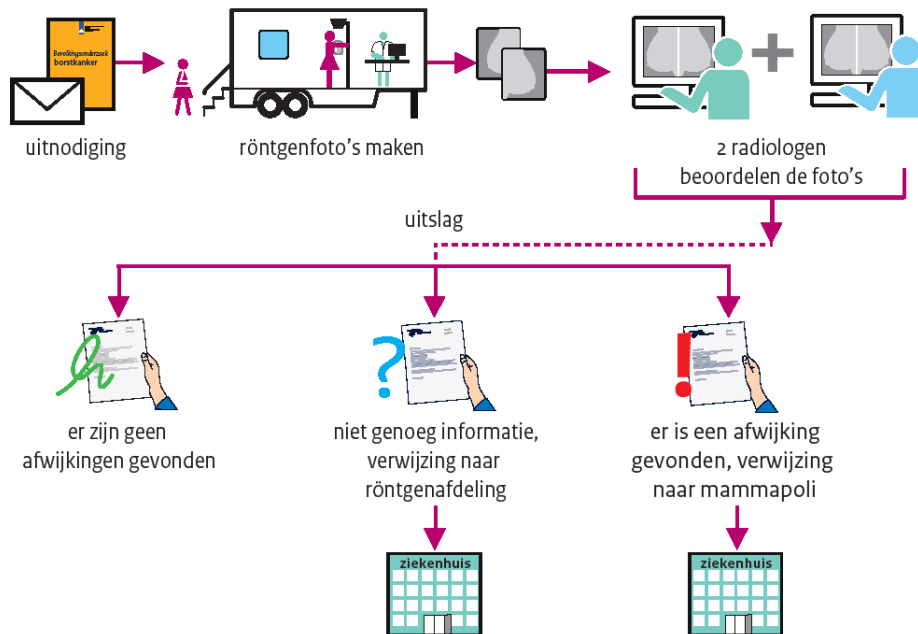 Bevolkingsonderzoek
borstkanker
uitnodiging
röntgenfoto's maken
2 radiologen
beoordelen de foto's
uitslag
er zijn geen
afwijkingen gevonden
niet genoeg informatie,
verwijzing naar
röntgenafdeling
er is een afwijking
gevonden, verwijzing
naar mammapoli
ziekenhuis
ziekenhuis